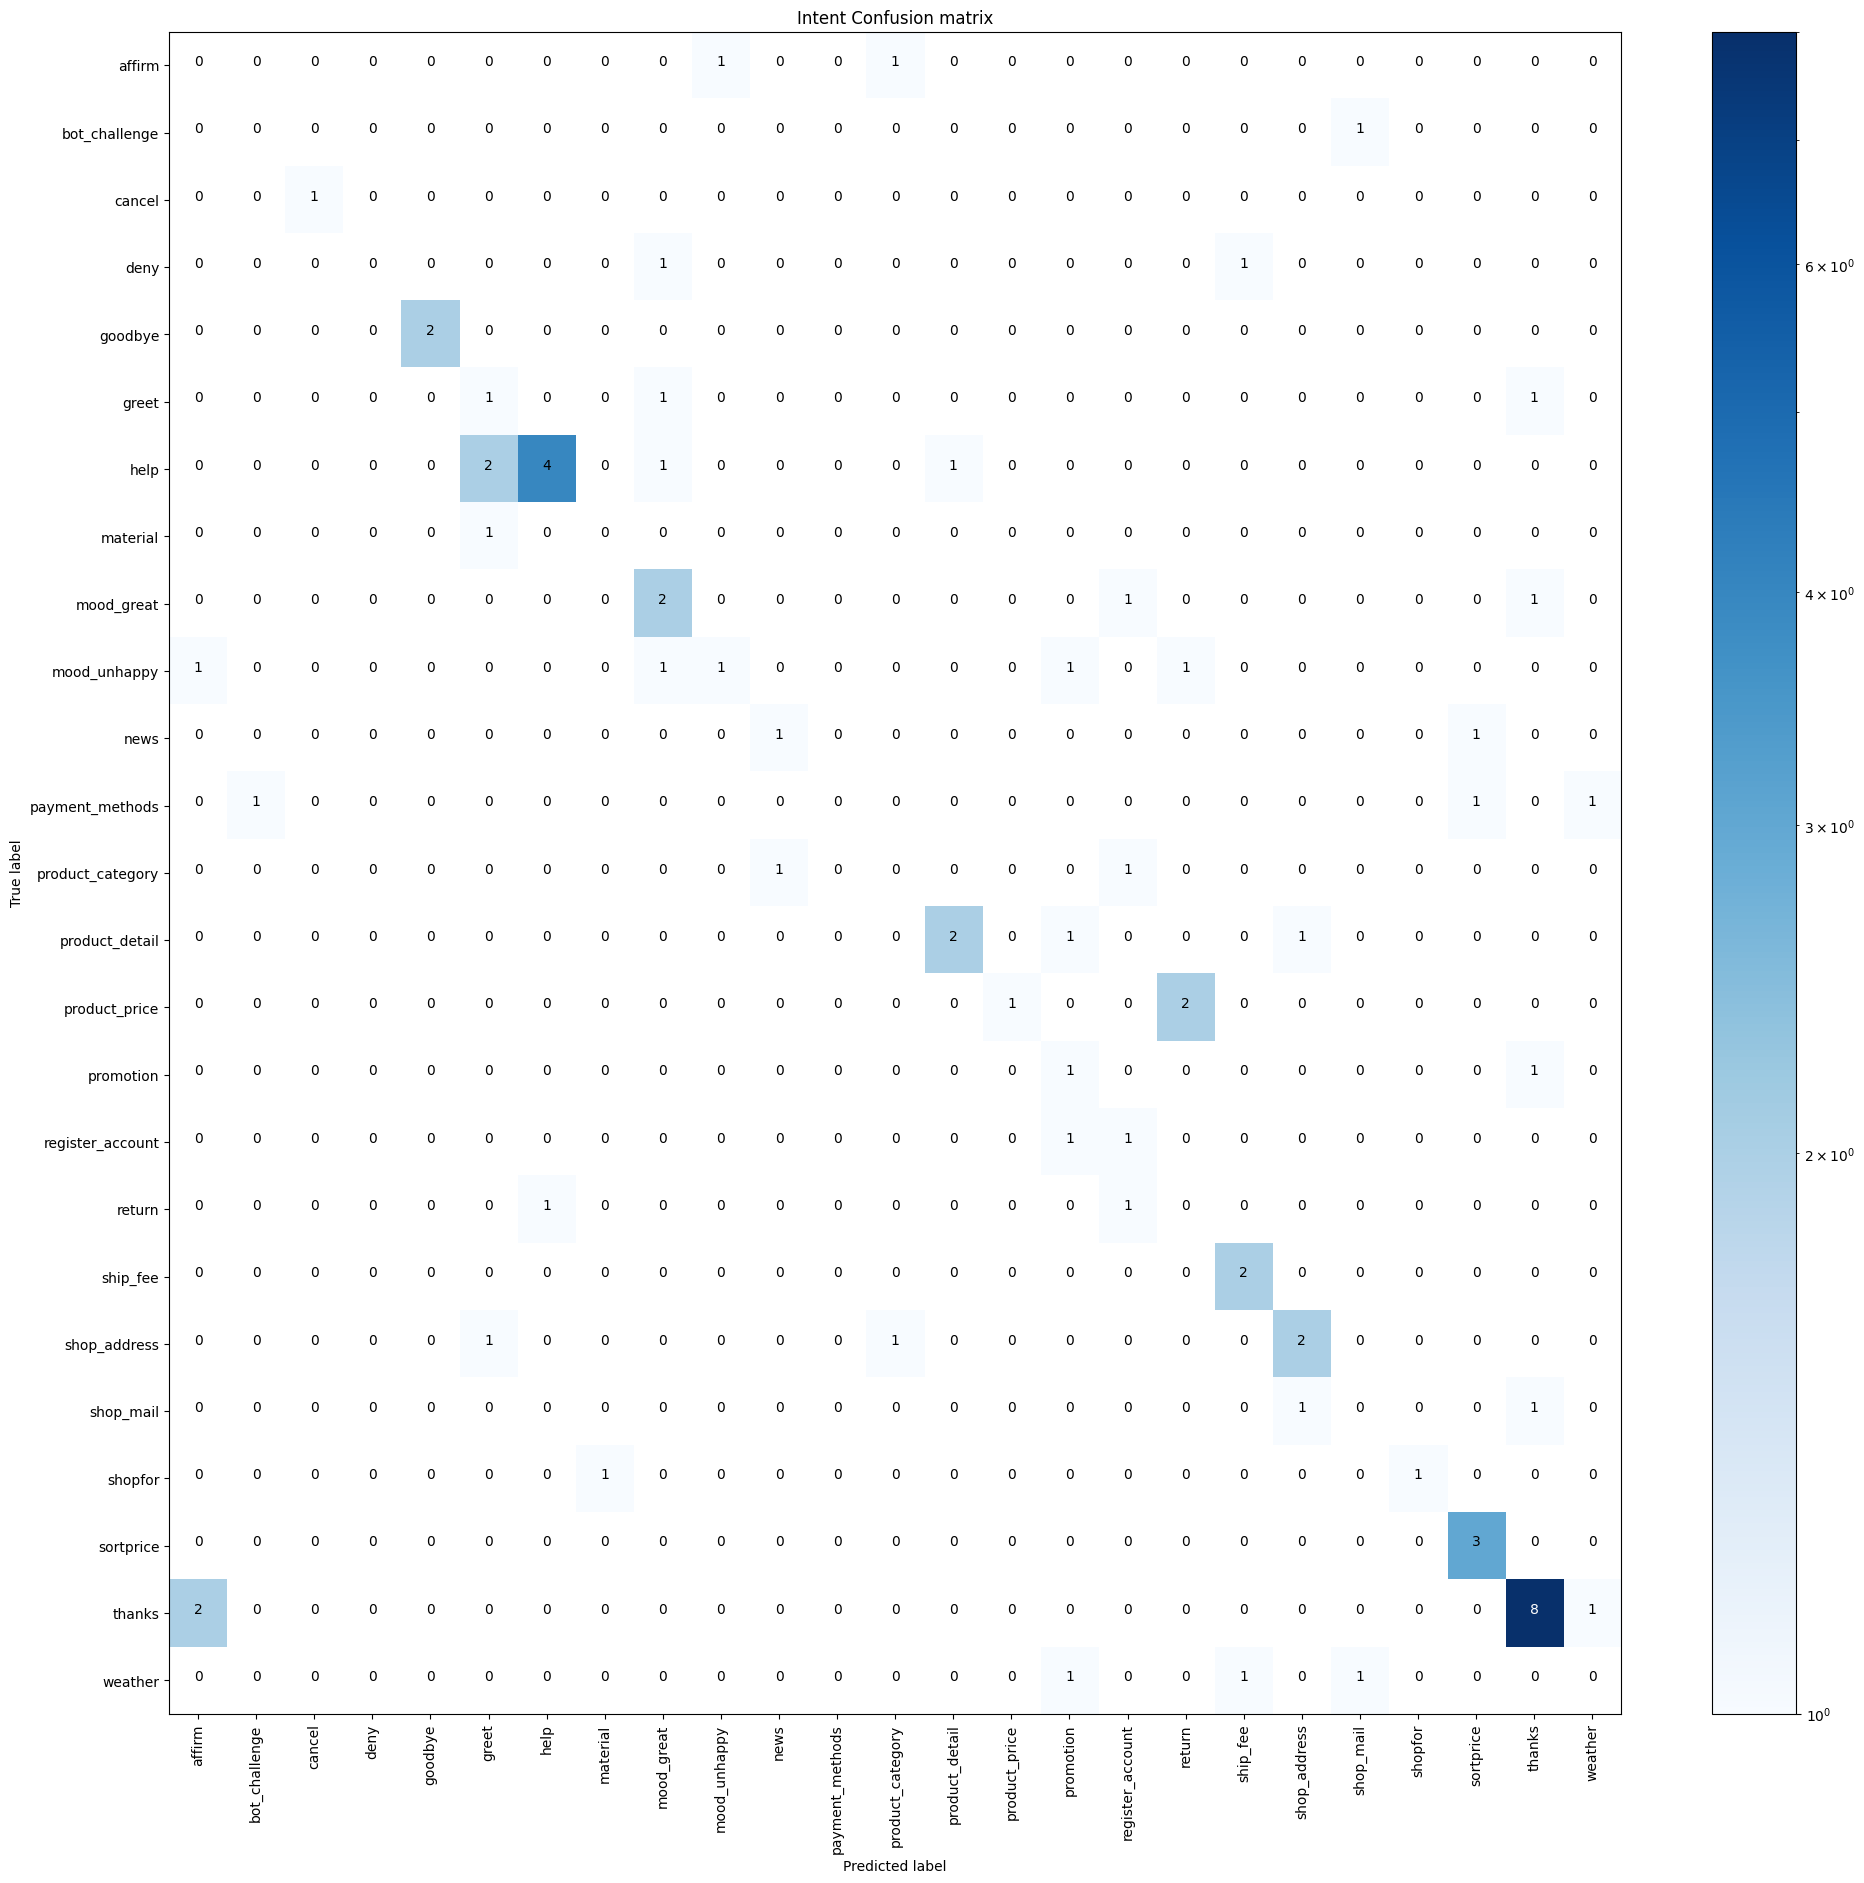 Intent Confusion matrix
affirm 0 0 0 0 0 0 0 0 0 1 0 0 1 0 0 0 0 0 0 0 0 0 0 0 0
bot_challenge 0 0 0 0 0 0 0 0 0 0 0 0 0 0 0 0 0 0 0 0 1 0 0 0 0
cancel 0 0 1 0 0 0 0 0 0 0 0 0 0 0 0 0 0 0 0 0 0 0 0 0 0
deny 0 0 0 0 0 0 0 0 1 0 0 0 0 0 0 0 0 0 1 0 0 0 0 0 0
goodbye 0 0 0 0 2 0 0 0 0 0 0 0 0 0 0 0 0 0 0 0 0 0 0 0 0
greet 0 0 0 0 0 1 0 0 1 0 0 0 0 0 0 0 0 0 0 0 0 0 0 1 0
help 0 0 0 0 0 2 4 0 1 0 0 0 0 1 0 0 0 0 0 0 0 0 0 0 0
material 0 0 0 0 0 1 0 0 0 0 0 0 0 0 0 0 0 0 0 0 0 0 0 0 0
mood_great 0 0 0 0 0 0 0 0 2 0 0 0 0 0 0 0 1 0 0 0 0 0 0 1 0
mood_unhappy 1 0 0 0 0 0 0 0 1 1 0 0 0 0 0 1 0 1 0 0 0 0 0 0 0
news 0 0 0 0 0 0 0 0 0 0 1 0 0 0 0 0 0 0 0 0 0 0 1 0 0
payment_methods 0 1 0 0 0 0 0 0 0 0 0 0 0 0 0 0 0 0 0 0 0 0 1 0 1
product_category 0 0 0 0 0 0 0 0 0 0 1 0 0 0 0 0 1 0 0 0 0 0 0 0 0
product_detail 0 0 0 0 0 0 0 0 0 0 0 0 0 2 0 1 0 0 0 1 0 0 0 0 0
product_price 0 0 0 0 0 0 0 0 0 0 0 0 0 0 1 0 0 2 0 0 0 0 0 0 0
promotion 0 0 0 0 0 0 0 0 0 0 0 0 0 0 0 1 0 0 0 0 0 0 0 1 0
register_account 0 0 0 0 0 0 0 0 0 0 0 0 0 0 0 1 1 0 0 0 0 0 0 0 0
return 0 0 0 0 0 0 1 0 0 0 0 0 0 0 0 0 1 0 0 0 0 0 0 0 0
ship_fee 0 0 0 0 0 0 0 0 0 0 0 0 0 0 0 0 0 0 2 0 0 0 0 0 0
shop_address 0 0 0 0 0 1 0 0 0 0 0 0 1 0 0 0 0 0 0 2 0 0 0 0 0
shop_mail 0 0 0 0 0 0 0 0 0 0 0 0 0 0 0 0 0 0 0 1 0 0 0 1 0
shopfor 0 0 0 0 0 0 0 1 0 0 0 0 0 0 0 0 0 0 0 0 0 1 0 0 0
sortprice 0 0 0 0 0 0 0 0 0 0 0 0 0 0 0 0 0 0 0 0 0 0 3 0 0
thanks 2 0 0 0 0 0 0 0 0 0 0 0 0 0 0 0 0 0 0 0 0 0 0 8 1
weather 0 0 0 0 0 0 0 0 0 0 0 0 0 0 0 1 0 0 1 0 1 0 0 0 0
True label
affirm
bot_challenge
cancel
deny
goodbye
greet
help
material
mood_great
mood_unhappy
news
payment_methods
product_category
product_detail
product_price
promotion
register_account
return
ship_fee
shop_address
shop_mail
shopfor
sortprice
thanks
weather
Predicted label
6 × 10⁰
4 × 10⁰
3 × 10⁰
2 × 10⁰
10⁰